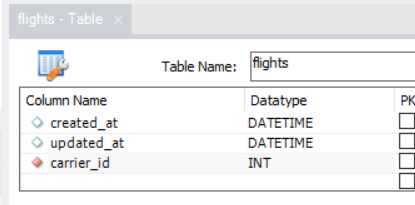 flights - Table ×
Table Name: flights
Column Name Datatype PK
created_at DATETIME
updated_at DATETIME
carrier_id INT